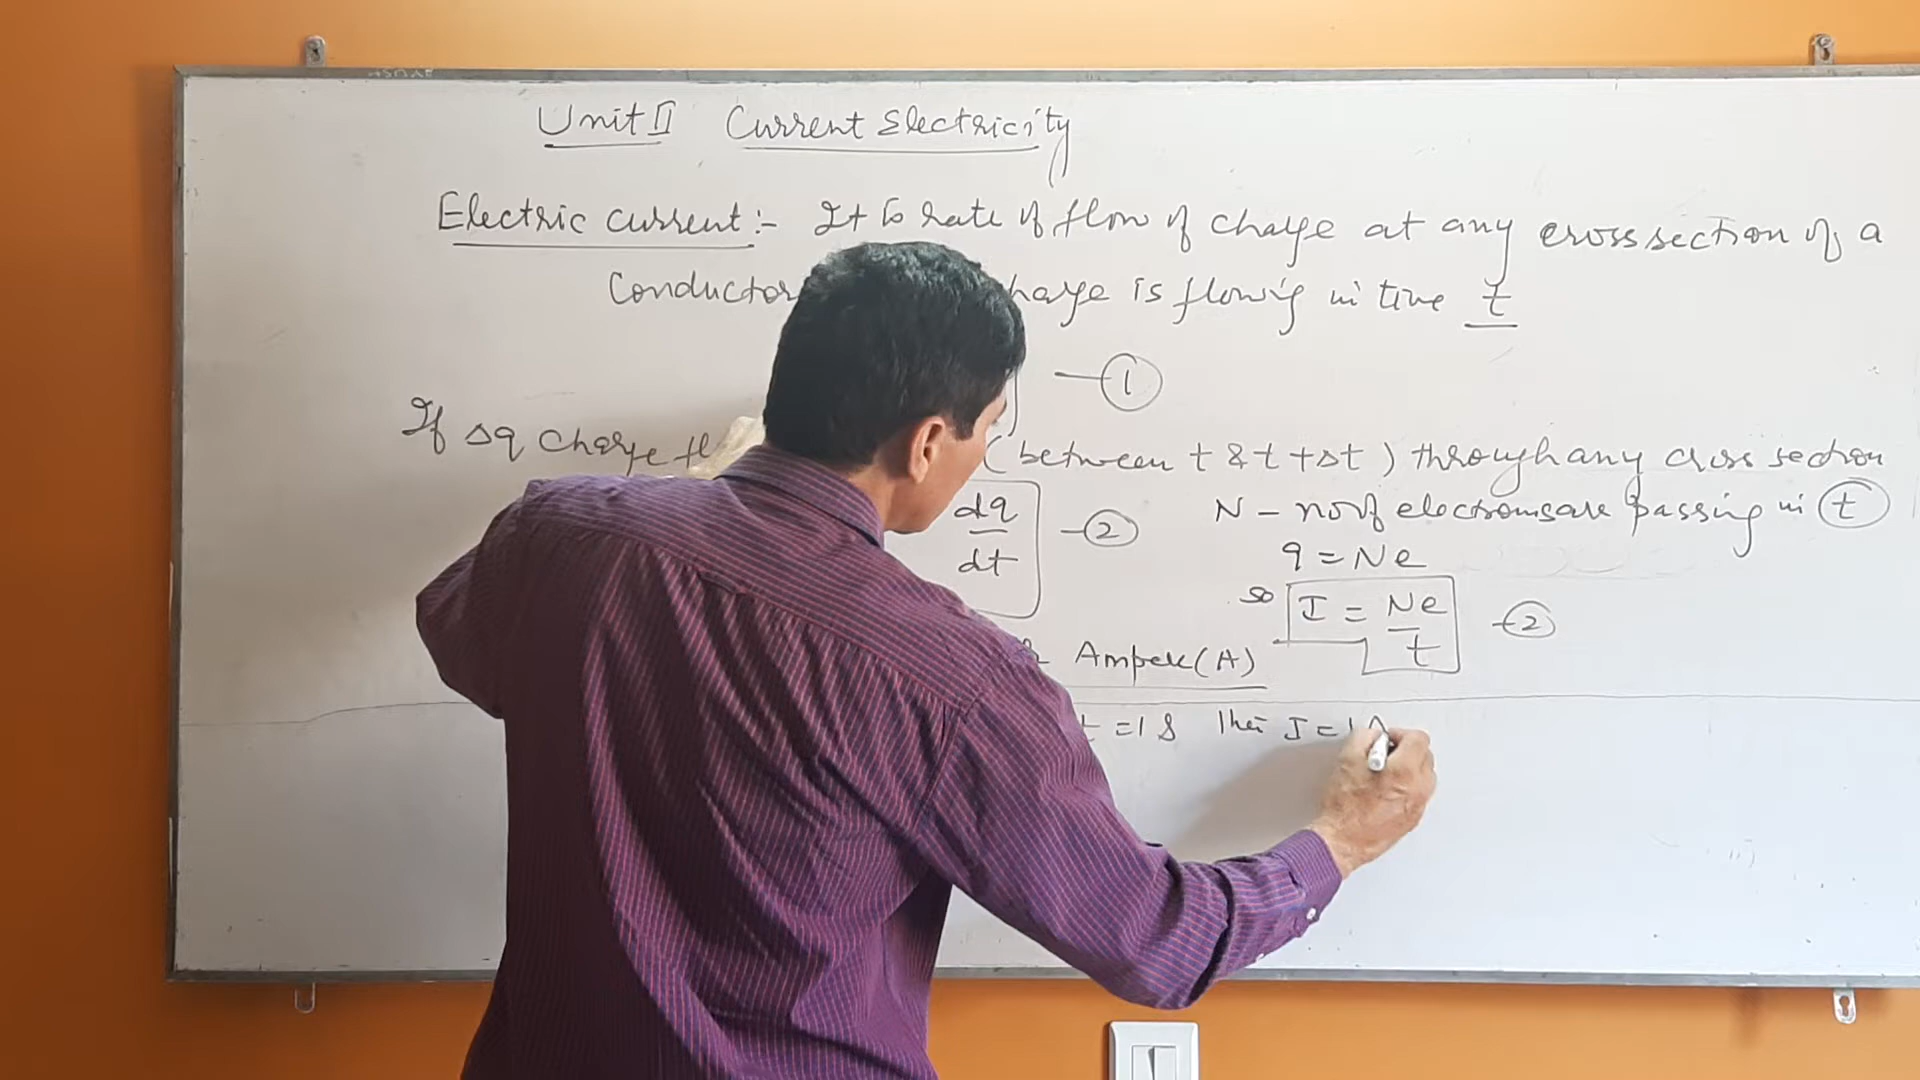 Unit II Current Electricity
Electric current:- It is rate of flow of charge at any cross section of a
Conductor charge is flowing in time t
1
If Δq charge (between t & t + Δt) through any cross section
dq
dt
2
N - no of electrons are passing in t
q = Ne
so I = Ne
t
2
Ampere (A)
t = 1 s then I = 1 A